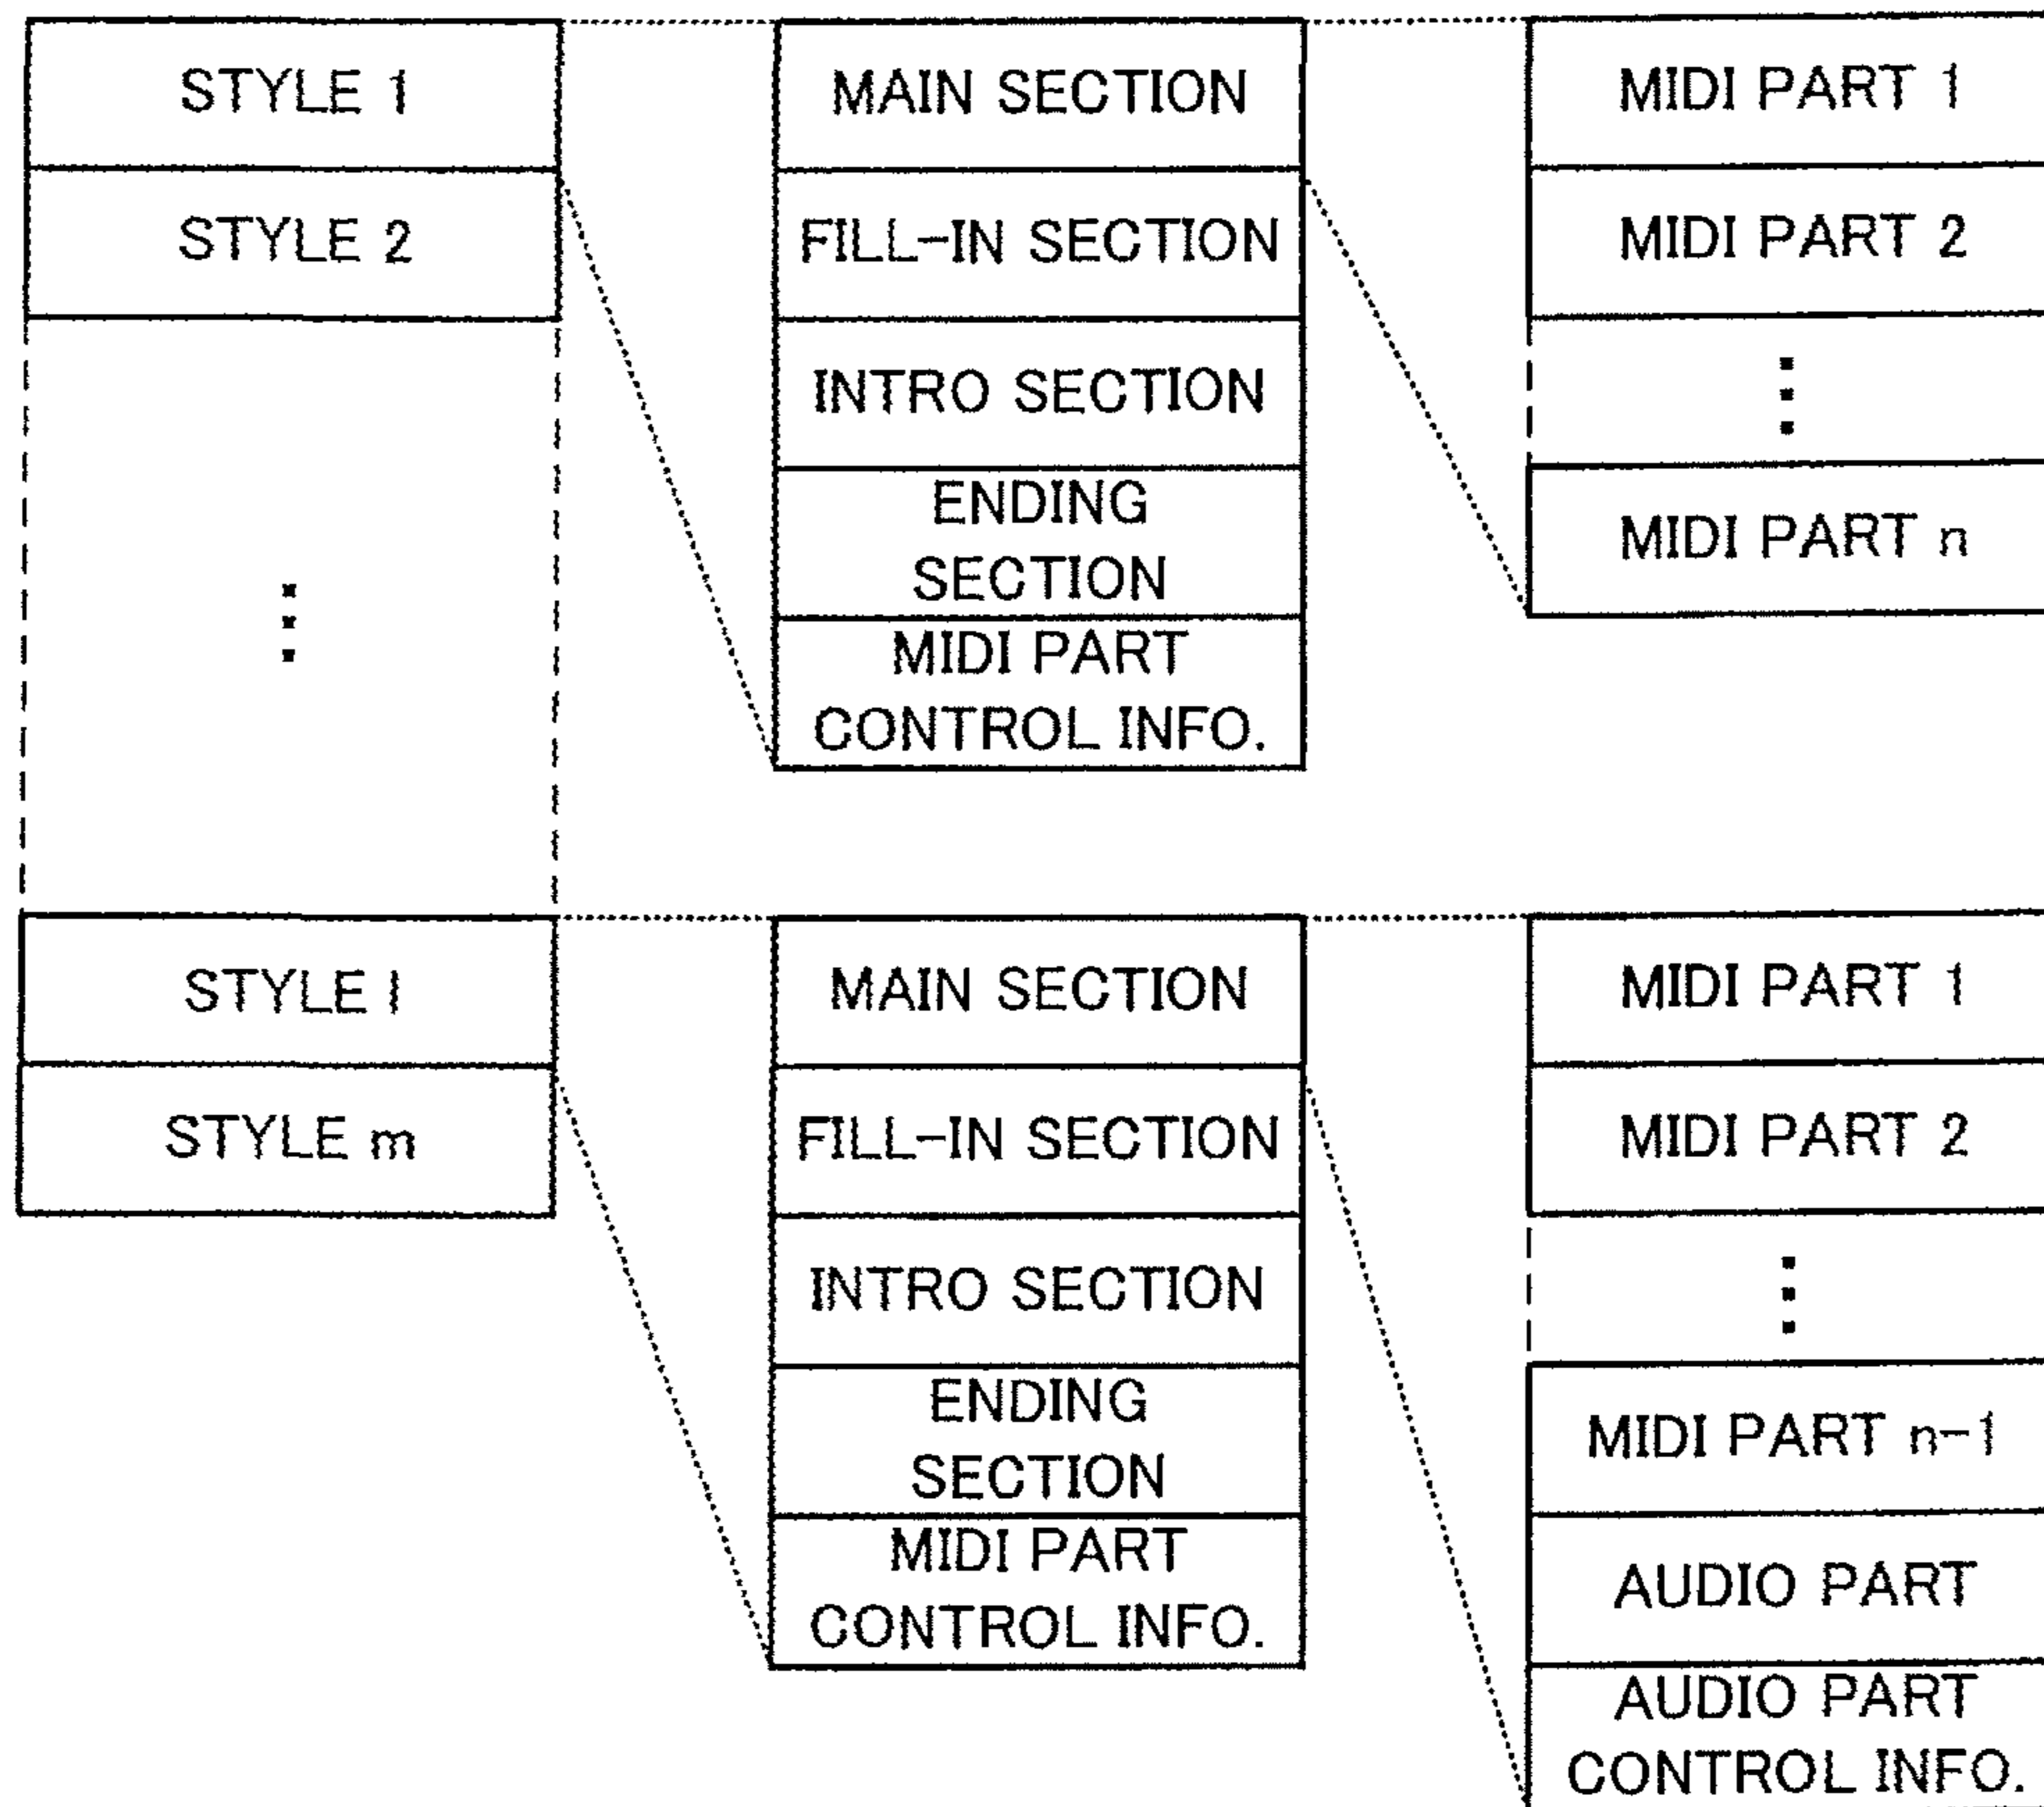 STYLE 1
STYLE 2
STYLE l
STYLE m
MAIN SECTION
FILL-IN SECTION
INTRO SECTION
ENDING
SECTION
MIDI PART
CONTROL INFO.
MIDI PART 1
MIDI PART 2
MIDI PART n
MAIN SECTION
FILL-IN SECTION
INTRO SECTION
ENDING
SECTION
MIDI PART
CONTROL INFO.
MIDI PART 1
MIDI PART 2
MIDI PART n-1
AUDIO PART
AUDIO PART
CONTROL INFO.